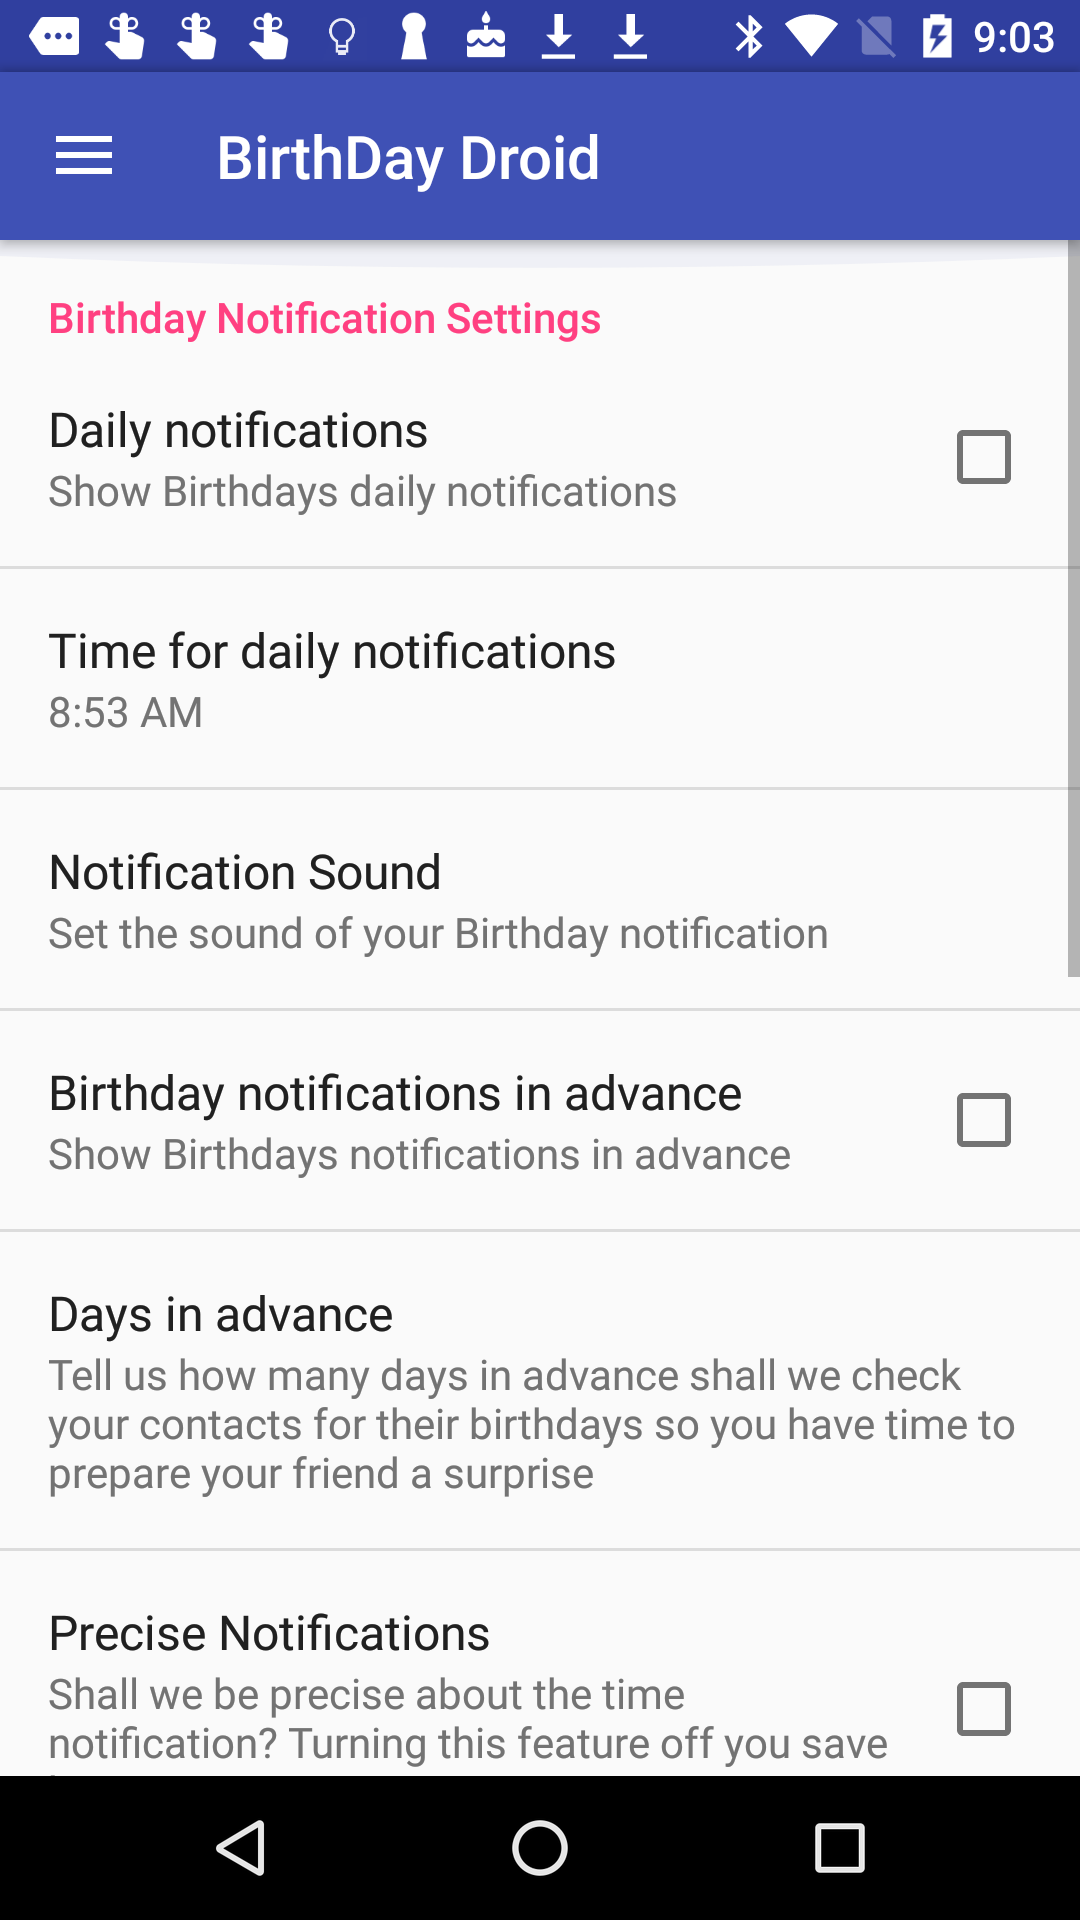 9:03
BirthDay Droid
Birthday Notification Settings
Daily notifications
Show Birthdays daily notifications
Time for daily notifications
8:53 AM
Notification Sound
Set the sound of your Birthday notification
Birthday notifications in advance
Show Birthdays notifications in advance
Days in advance
Tell us how many days in advance shall we check
your contacts for their birthdays so you have time to
prepare your friend a surprise
Precise Notifications
Shall we be precise about the time
notification? Turning this feature off you save